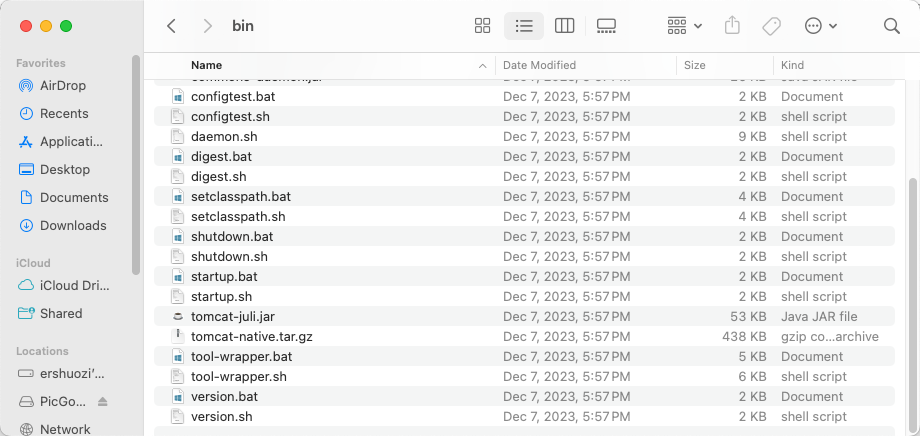 bin
Name Date Modified Size Kind
configtest.bat Dec 7, 2023, 5:57 PM 2 KB Document
configtest.sh Dec 7, 2023, 5:57 PM 2 KB shell script
daemon.sh Dec 7, 2023, 5:57 PM 9 KB shell script
digest.bat Dec 7, 2023, 5:57 PM 2 KB Document
digest.sh Dec 7, 2023, 5:57 PM 2 KB shell script
setclasspath.bat Dec 7, 2023, 5:57 PM 4 KB Document
setclasspath.sh Dec 7, 2023, 5:57 PM 4 KB shell script
shutdown.bat Dec 7, 2023, 5:57 PM 2 KB Document
shutdown.sh Dec 7, 2023, 5:57 PM 2 KB shell script
startup.bat Dec 7, 2023, 5:57 PM 2 KB Document
startup.sh Dec 7, 2023, 5:57 PM 2 KB shell script
tomcat-juli.jar Dec 7, 2023, 5:57 PM 53 KB Java JAR file
tomcat-native.tar.gz Dec 7, 2023, 5:57 PM 438 KB gzip co...archive
tool-wrapper.bat Dec 7, 2023, 5:57 PM 5 KB Document
tool-wrapper.sh Dec 7, 2023, 5:57 PM 6 KB shell script
version.bat Dec 7, 2023, 5:57 PM 2 KB Document
version.sh Dec 7, 2023, 5:57 PM 2 KB shell script
Favorites
AirDrop
Recents
Applicati...
Desktop
Documents
Downloads
iCloud
iCloud Dri...
Shared
Locations
ershuozi'...
PicGo...
Network